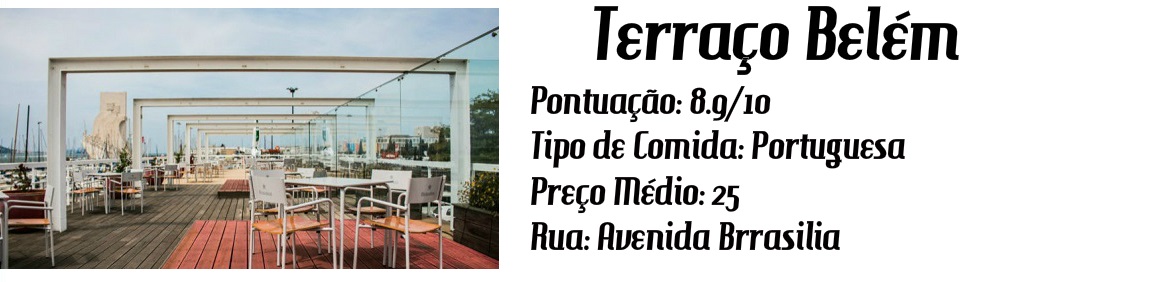 Terraço Belém
Pontuação: 8.9/10
Tipo de Comida: Portuguesa
Preço Médio: 25
Rua: Avenida Brrasilia